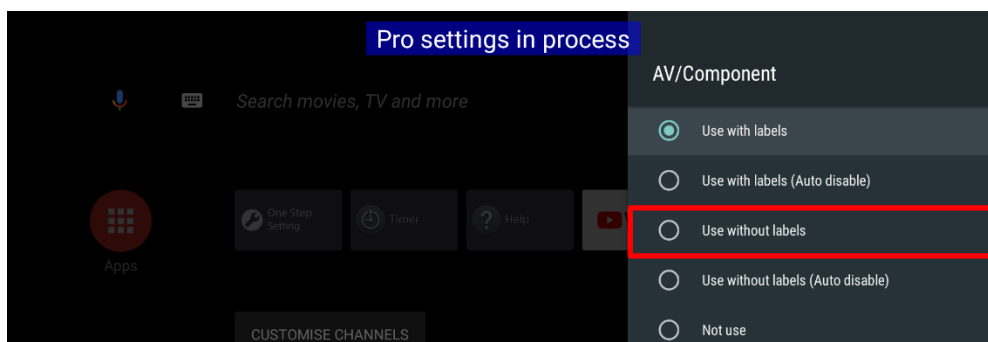 Pro settings in process
AV/Component
Search movies, TV and more
Use with labels
Use with labels (Auto disable)
One Step
Setting
Timer
Help
Use without labels
Apps
Use without labels (Auto disable)
CUSTOMISE CHANNELS
Not use